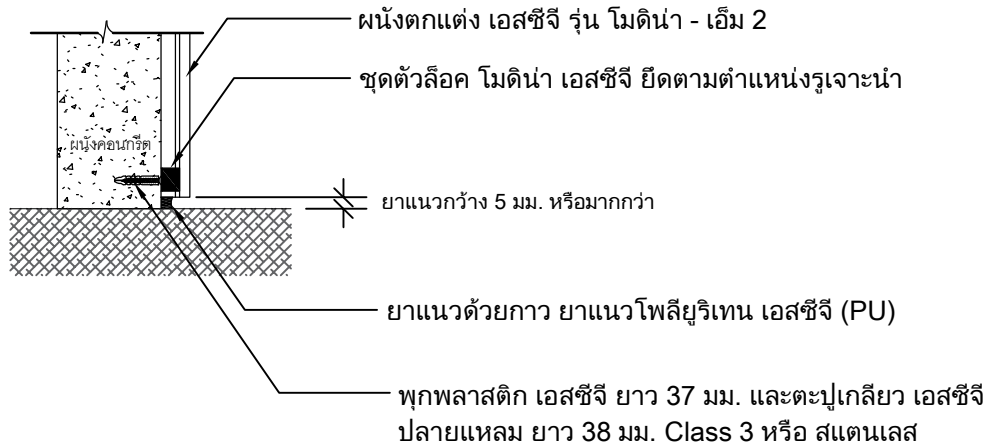 ผนังตกแต่ง เอสซีจี รุ่น โมดิน่า - เอ็ม 2
ชุดตัวล็อค โมดิน่า เอสซีจี ยึดตามตำแหน่งรูเจาะนำ
ผนังคอนกรีต
ยาแนวกว้าง 5 มม. หรือมากกว่า
ยาแนวด้วยกาว ยาแนวโพลียูริเทน เอสซีจี (PU)
พุกพลาสติก เอสซีจี ยาว 37 มม. และตะปูเกลียว เอสซีจี
ปลายแหลม ยาว 38 มม. Class 3 หรือ สแตนเลส